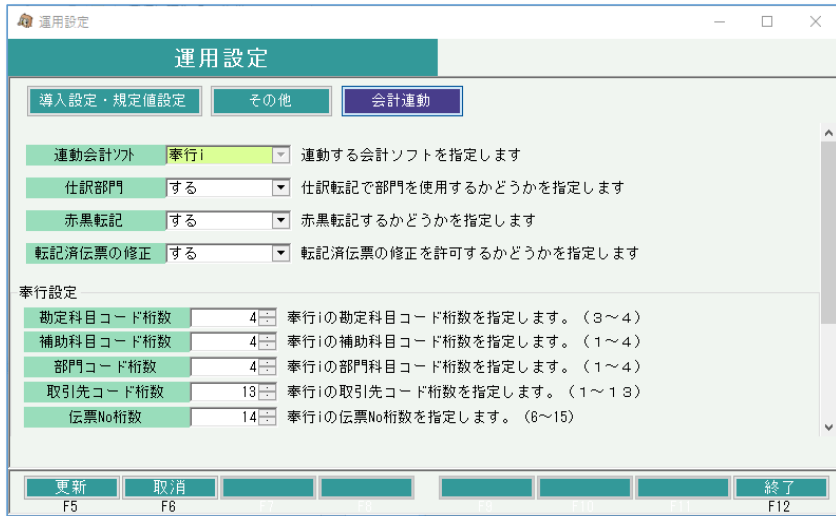 運用設定
運用設定
導入設定・規定値設定 その他 会計連動
連動会計ソフト 奉行i 連動する会計ソフトを指定します
仕訳部門 する 仕訳転記で部門を使用するかどうかを指定します
赤黒転記 する 赤黒転記するかどうかを指定します
転記済伝票の修正 する 転記済伝票の修正を許可するかどうかを指定します
奉行設定
勘定科目コード桁数 4 奉行iの勘定科目コード桁数を指定します。（3～4）
補助科目コード桁数 4 奉行iの補助科目コード桁数を指定します。（1～4）
部門コード桁数 4 奉行iの部門科目コード桁数を指定します。（1～4）
取引先コード桁数 13 奉行iの取引先コード桁数を指定します。（1～13）
伝票No桁数 14 奉行iの伝票No桁数を指定します。(6～15)
更新 取消 終了
F5 F6 F7 F8 F9 F10 F11 F12